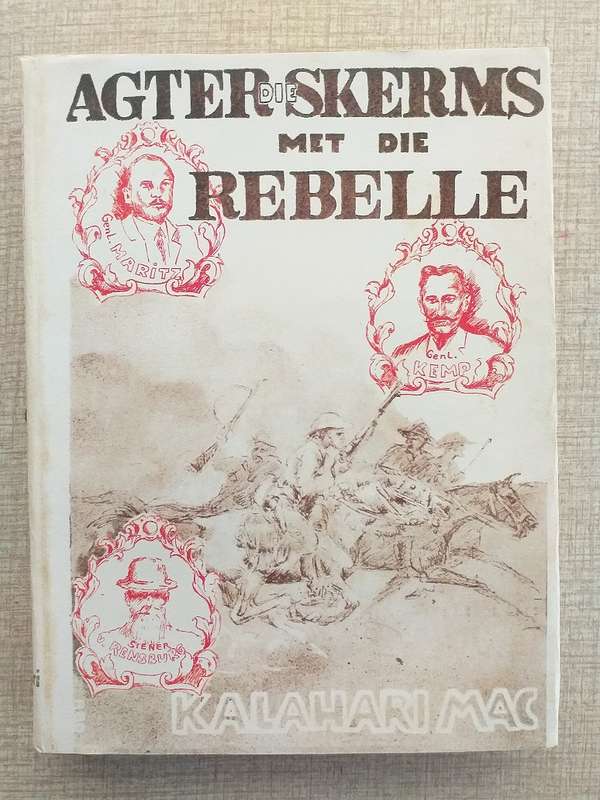 AGTER DIE SKERMS
MET DIE
REBELLE
Genl.
MARITZ
Genl.
KEMP
SIENER
V. RENSBURG
KALAHARI MAC